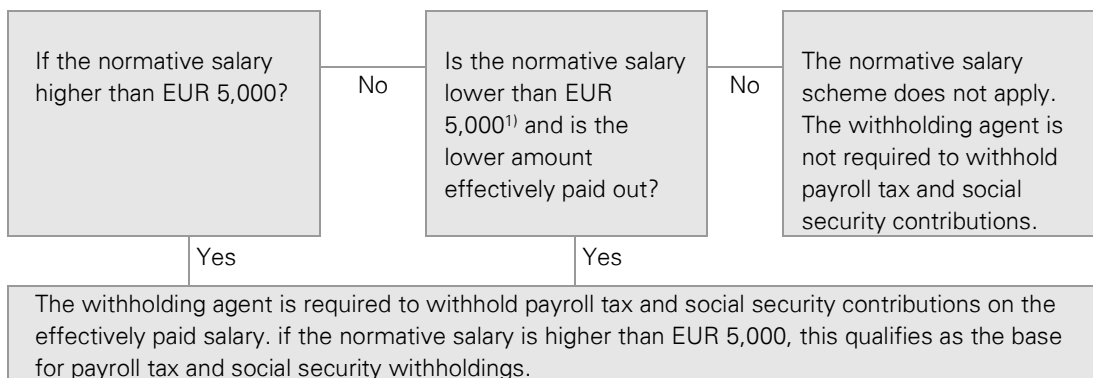 If the normative salary
higher than EUR 5,000?
No
Is the normative salary
lower than EUR
5,000¹⁾ and is the
lower amount
effectively paid out?
No
The normative salary
scheme does not apply.
The withholding agent is
not required to withhold
payroll tax and social
security contributions.
Yes
Yes
The withholding agent is required to withhold payroll tax and social security contributions on the
effectively paid salary. if the normative salary is higher than EUR 5,000, this qualifies as the base
for payroll tax and social security withholdings.